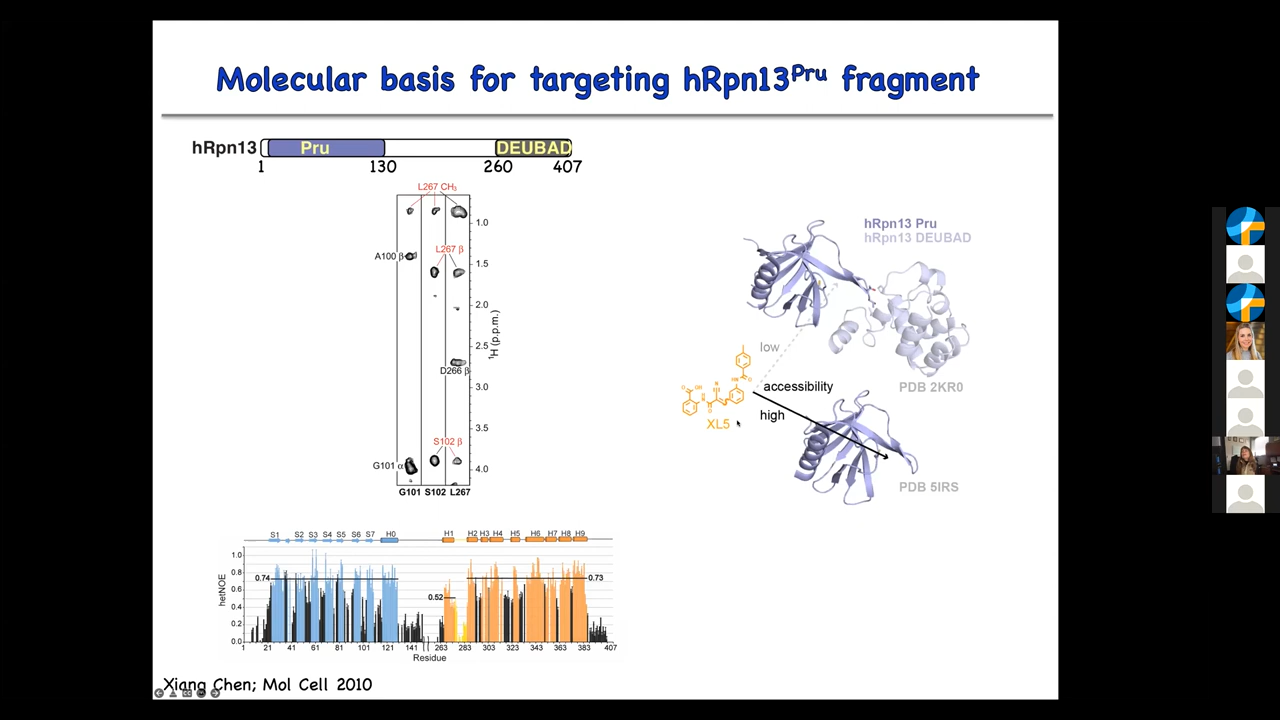 Molecular basis for targeting hRpn13Pru fragment
hRpn13 Pru DEUBAD
1 130 260 407
L267 CH3
1.0
A100 β
L267 β
1.5
2.0
2.5
D266 β
3.0
3.5
S102 β
G101 α
4.0
1H (p.p.m.)
G101 S102 L267
hRpn13 Pru
hRpn13 DEUBAD
low
PDB 2KR0
accessibility
high
XL5
PDB 5IRS
S1 S2 S3 S4 S5 S6 S7 H0 H1 H2 H3 H4 H5 H6 H7 H8 H9
hetNOE
1.0
0.8
0.6
0.4
0.2
0.0
0.74
0.52
0.73
1 21 41 61 81 101 121 141 263 283 303 323 343 363 383 407
Residue
Xiang Chen; Mol Cell 2010